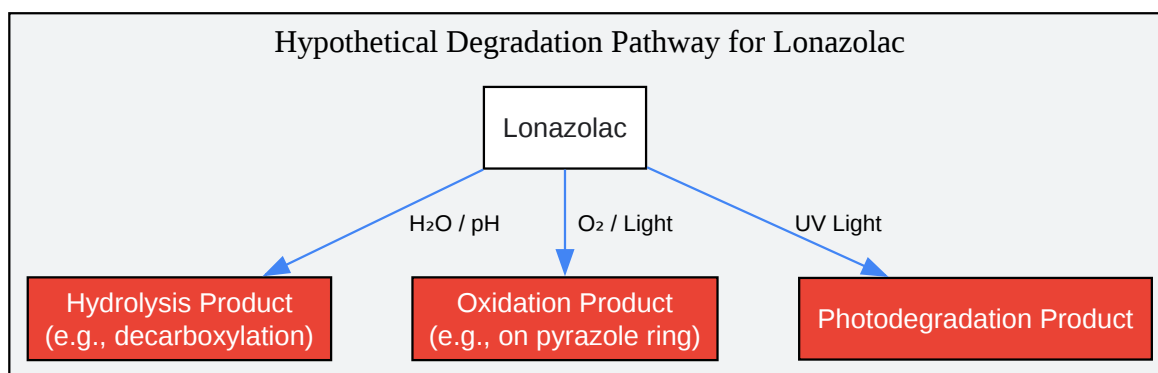 Hypothetical Degradation Pathway for Lonazolac
Lonazolac
H₂O / pH
O₂ / Light
UV Light
Hydrolysis Product
(e.g., decarboxylation)
Oxidation Product
(e.g., on pyrazole ring)
Photodegradation Product